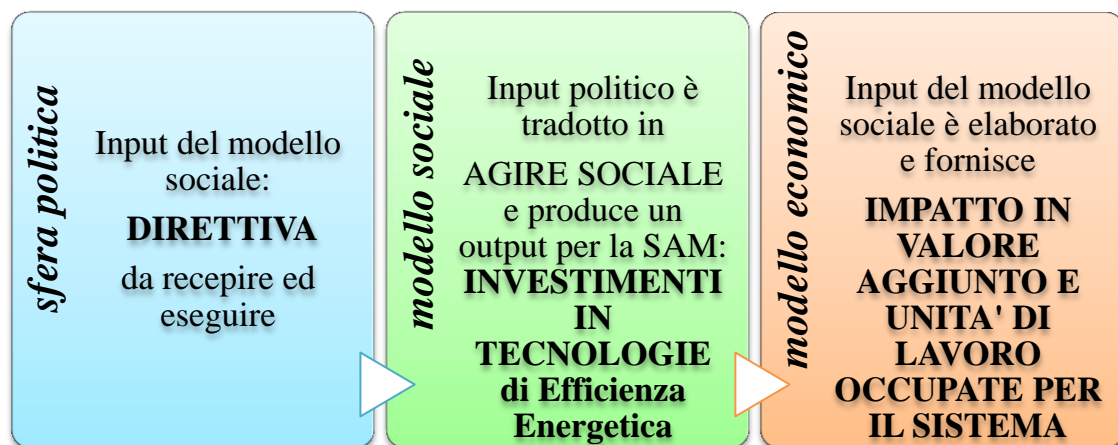 sfera politica
Input del modello
sociale:
DIRETTIVA
da recepire ed
eseguire
modello sociale
Input politico è
tradotto in
AGIRE SOCIALE
e produce un
output per la SAM:
INVESTIMENTI
IN
TECNOLOGIE
di Efficienza
Energetica
modello economico
Input del modello
sociale è elaborato
e fornisce
IMPATTO IN
VALORE
AGGIUNTO E
UNITA' DI
LAVORO
OCCUPATE PER
IL SISTEMA